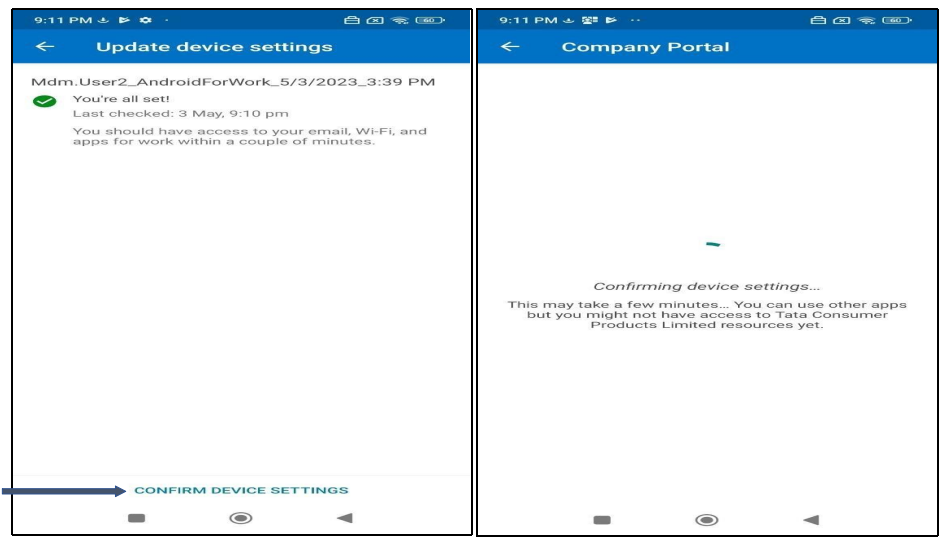 9:11 PM
60
Update device settings
Mdm.User2_AndroidForWork_5/3/2023_3:39 PM
You're all set!
Last checked: 3 May, 9:10 pm
You should have access to your email, Wi-Fi, and
apps for work within a couple of minutes.
CONFIRM DEVICE SETTINGS
9:11 PM
60
Company Portal
Confirming device settings...
This may take a few minutes... You can use other apps
but you might not have access to Tata Consumer
Products Limited resources yet.